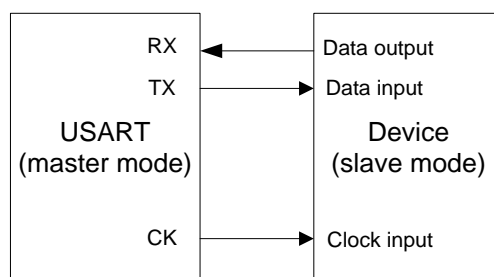 RX
Data output
TX
Data input
USART
(master mode)
Device
(slave mode)
CK
Clock input